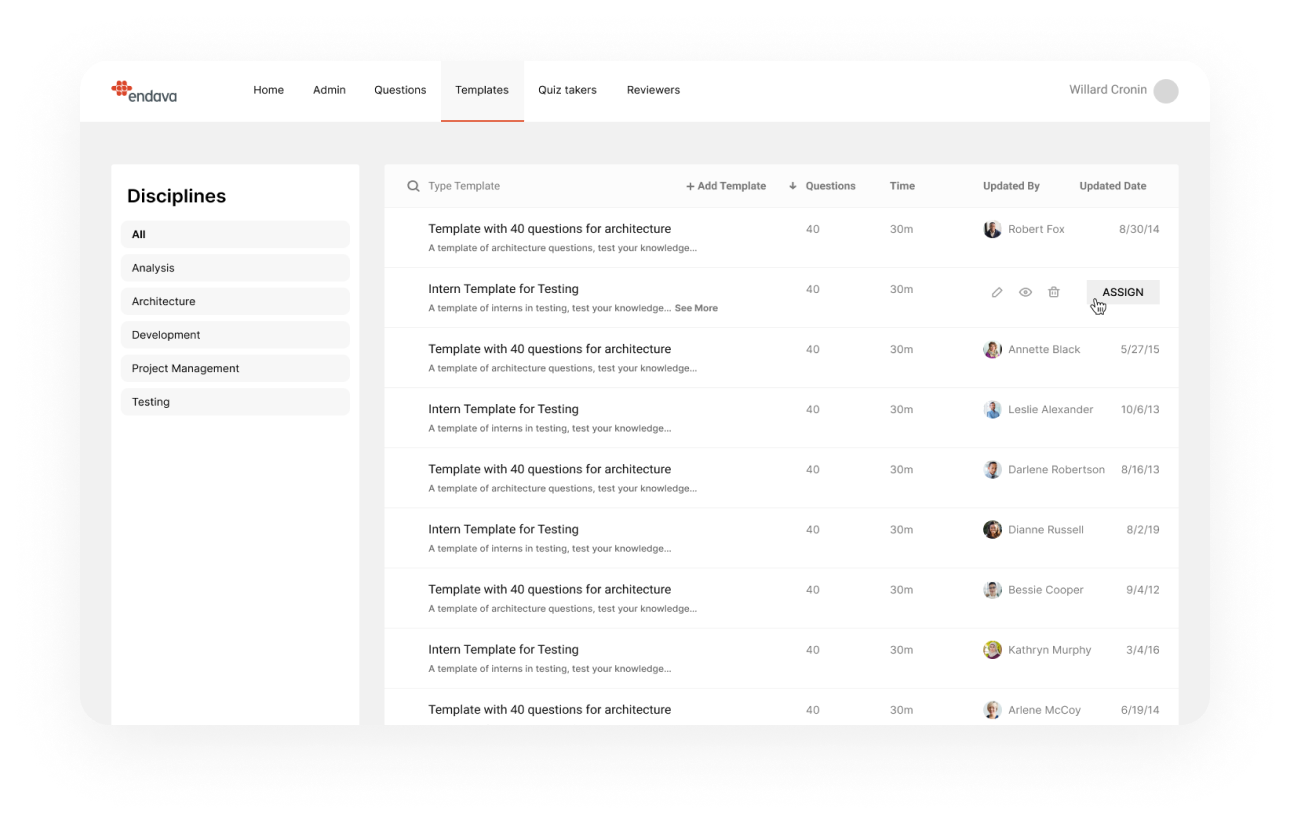 endava
Home Admin Questions Templates Quiz takers Reviewers
Willard Cronin
Disciplines
All
Analysis
Architecture
Development
Project Management
Testing
Type Template + Add Template Questions Time Updated By Updated Date
Template with 40 questions for architecture 40 30m Robert Fox 8/30/14
A template of architecture questions, test your knowledge...
Intern Template for Testing 40 30m ASSIGN
A template of interns in testing, test your knowledge... See More
Template with 40 questions for architecture 40 30m Annette Black 5/27/15
A template of architecture questions, test your knowledge...
Intern Template for Testing 40 30m Leslie Alexander 10/6/13
A template of interns in testing, test your knowledge...
Template with 40 questions for architecture 40 30m Darlene Robertson 8/16/13
A template of architecture questions, test your knowledge...
Intern Template for Testing 40 30m Dianne Russell 8/2/19
A template of interns in testing, test your knowledge...
Template with 40 questions for architecture 40 30m Bessie Cooper 9/4/12
A template of architecture questions, test your knowledge...
Intern Template for Testing 40 30m Kathryn Murphy 3/4/16
A template of interns in testing, test your knowledge...
Template with 40 questions for architecture 40 30m Arlene McCoy 6/19/14